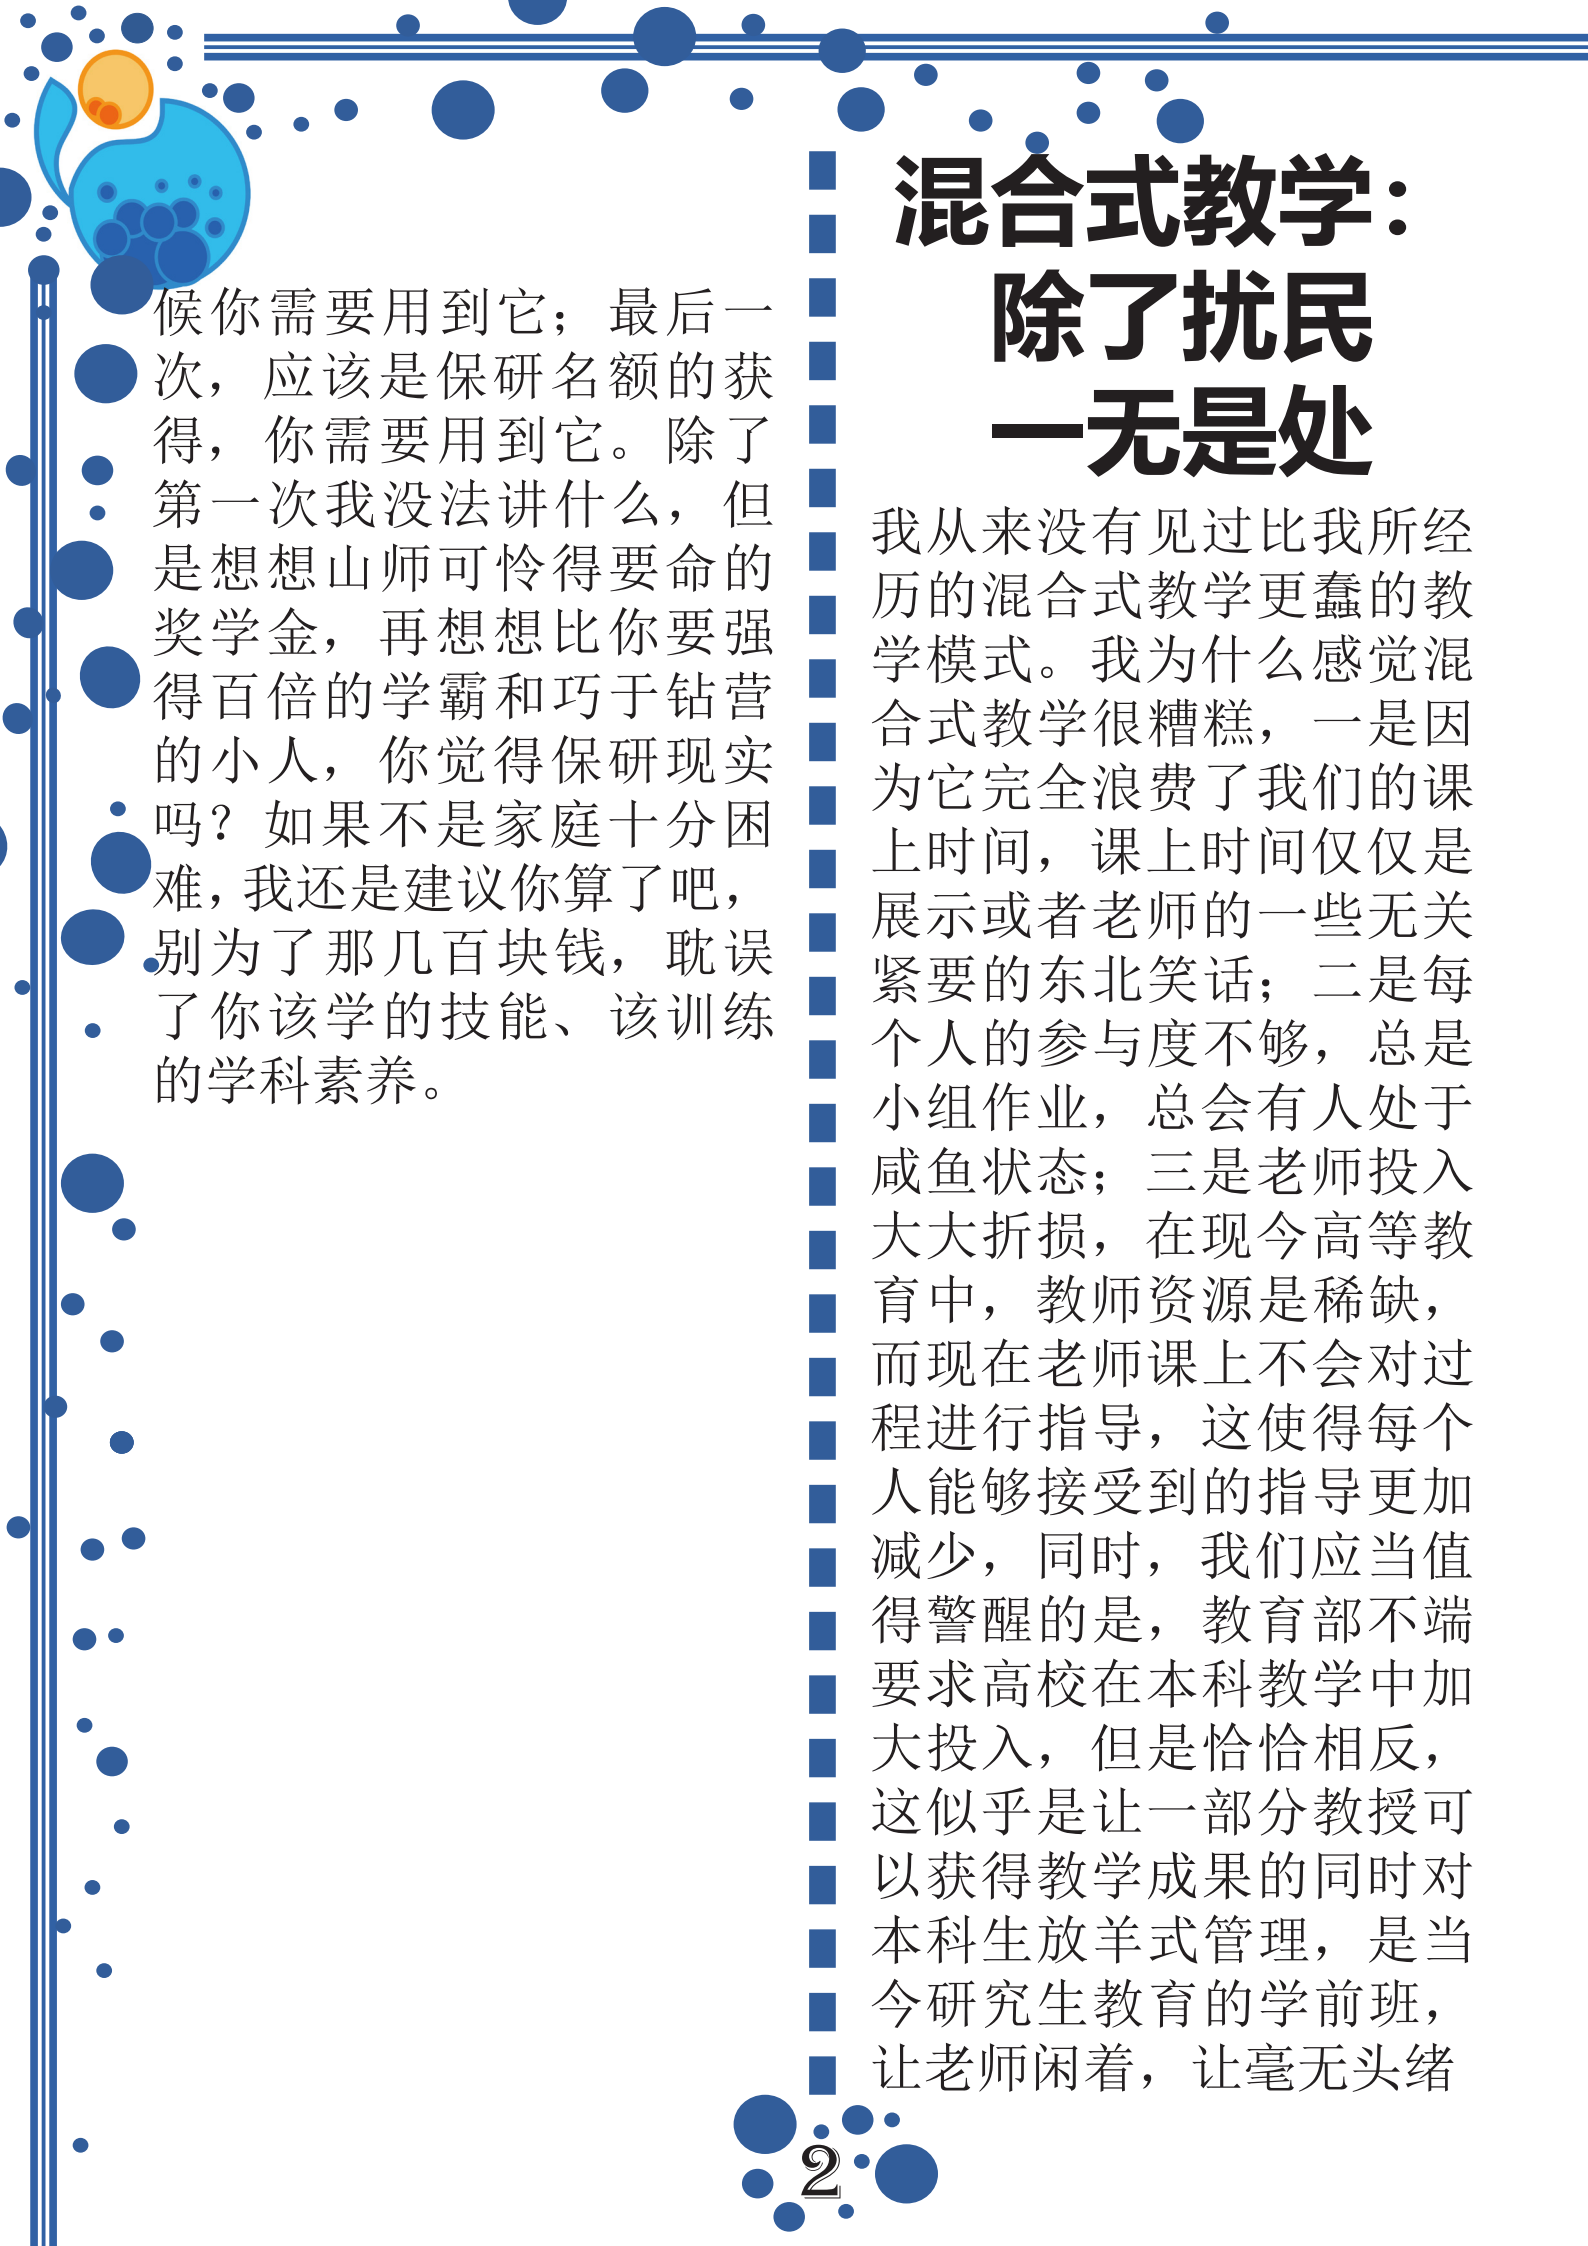 候你需要用到它；最后一
次，应该是保研名额的获
得，你需要用到它。除了
第一次我没法讲什么，但
是想想山师可怜得要命的
奖学金，再想想比你要强
得百倍的学霸和巧于钻营
的小人，你觉得保研现实
吗？如果不是家庭十分困
难，我还是建议你算了吧，
别为了那几百块钱，耽误
了你该学的技能、该训练
的学科素养。
混合式教学：
除了扰民
一无是处
我从来没有见过比我所经
历的混合式教学更蠢的教
学模式。我为什么感觉混
合式教学很糟糕，一是因
为它完全浪费了我们的课
上时间，课上时间仅仅是
展示或者老师的一些无关
紧要的东北笑话；二是每
个人的参与度不够，总是
小组作业，总会有人处于
咸鱼状态；三是老师投入
大大折损，在现今高等教
育中，教师资源是稀缺，
而现在老师课上不会对过
程进行指导，这使得每个
人能够接受到的指导更加
减少，同时，我们应当值
得警醒的是，教育部不端
要求高校在本科教学中加
大投入，但是恰恰相反，
这似乎是让一部分教授可
以获得教学成果的同时对
本科生放羊式管理，是当
今研究生教育的学前班，
让老师闲着，让毫无头绪
2